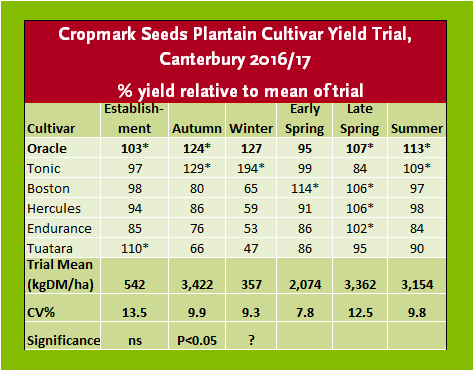 Cropmark Seeds Plantain Cultivar Yield Trial,
Canterbury 2016/17
% yield relative to mean of trial
Cultivar Establish-ment Autumn Winter Early Spring Late Spring Summer
Oracle 103* 124* 127 95 107* 113*
Tonic 97 129* 194* 99 84 109*
Boston 98 80 65 114* 106* 97
Hercules 94 86 59 91 106* 98
Endurance 85 76 53 86 102* 84
Tuatara 110* 66 47 86 95 90
Trial Mean
(kgDM/ha) 542 3,422 357 2,074 3,362 3,154
CV% 13.5 9.9 9.3 7.8 12.5 9.8
Significance ns P<0.05 ?